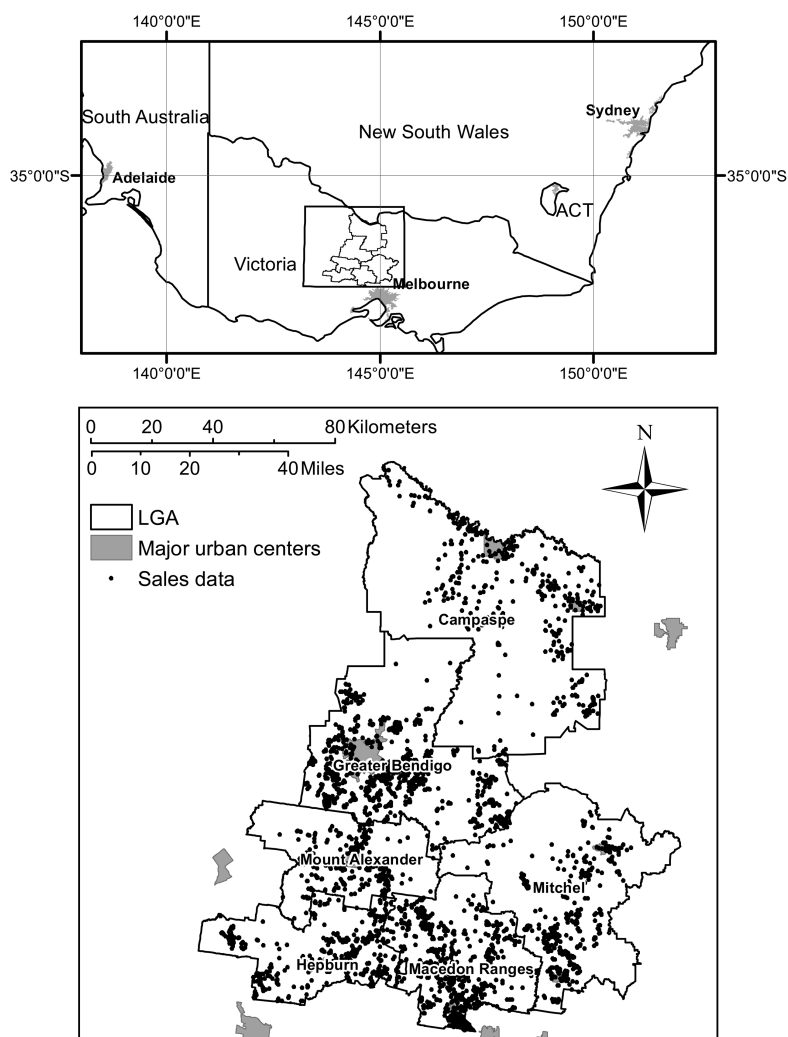 140°0'0"E 145°0'0"E 150°0'0"E
South Australia
New South Wales
Sydney
35°0'0"S
35°0'0"S
Adelaide
ACT
Victoria
Melbourne
140°0'0"E 145°0'0"E 150°0'0"E
0 20 40 80 Kilometers
0 10 20 40 Miles
N
LGA
Major urban centers
Sales data
Campaspe
Greater Bendigo
Mount Alexander
Mitchel
Hepburn
Macedon Ranges